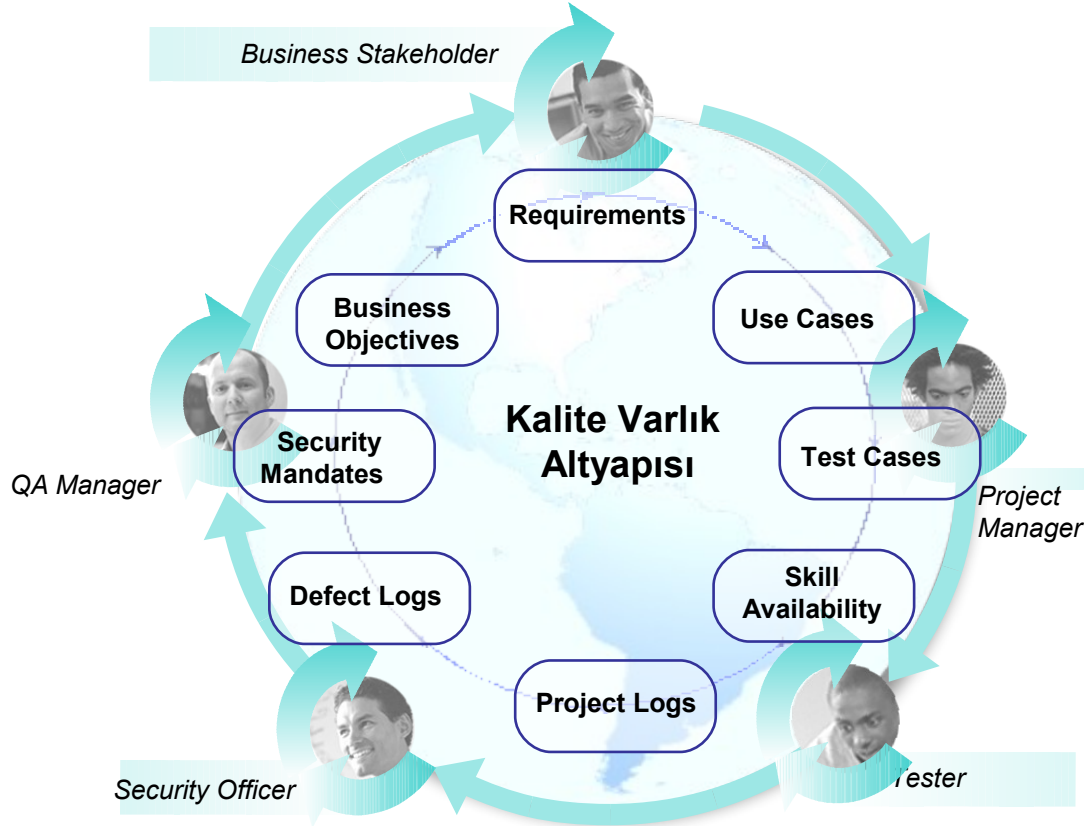 Business Stakeholder
Requirements
Business
Objectives
Use Cases
Kalite Varlık
Altyapısı
Security
Mandates
Test Cases
QA Manager
Project
Manager
Defect Logs
Skill
Availability
Project Logs
Security Officer
Tester